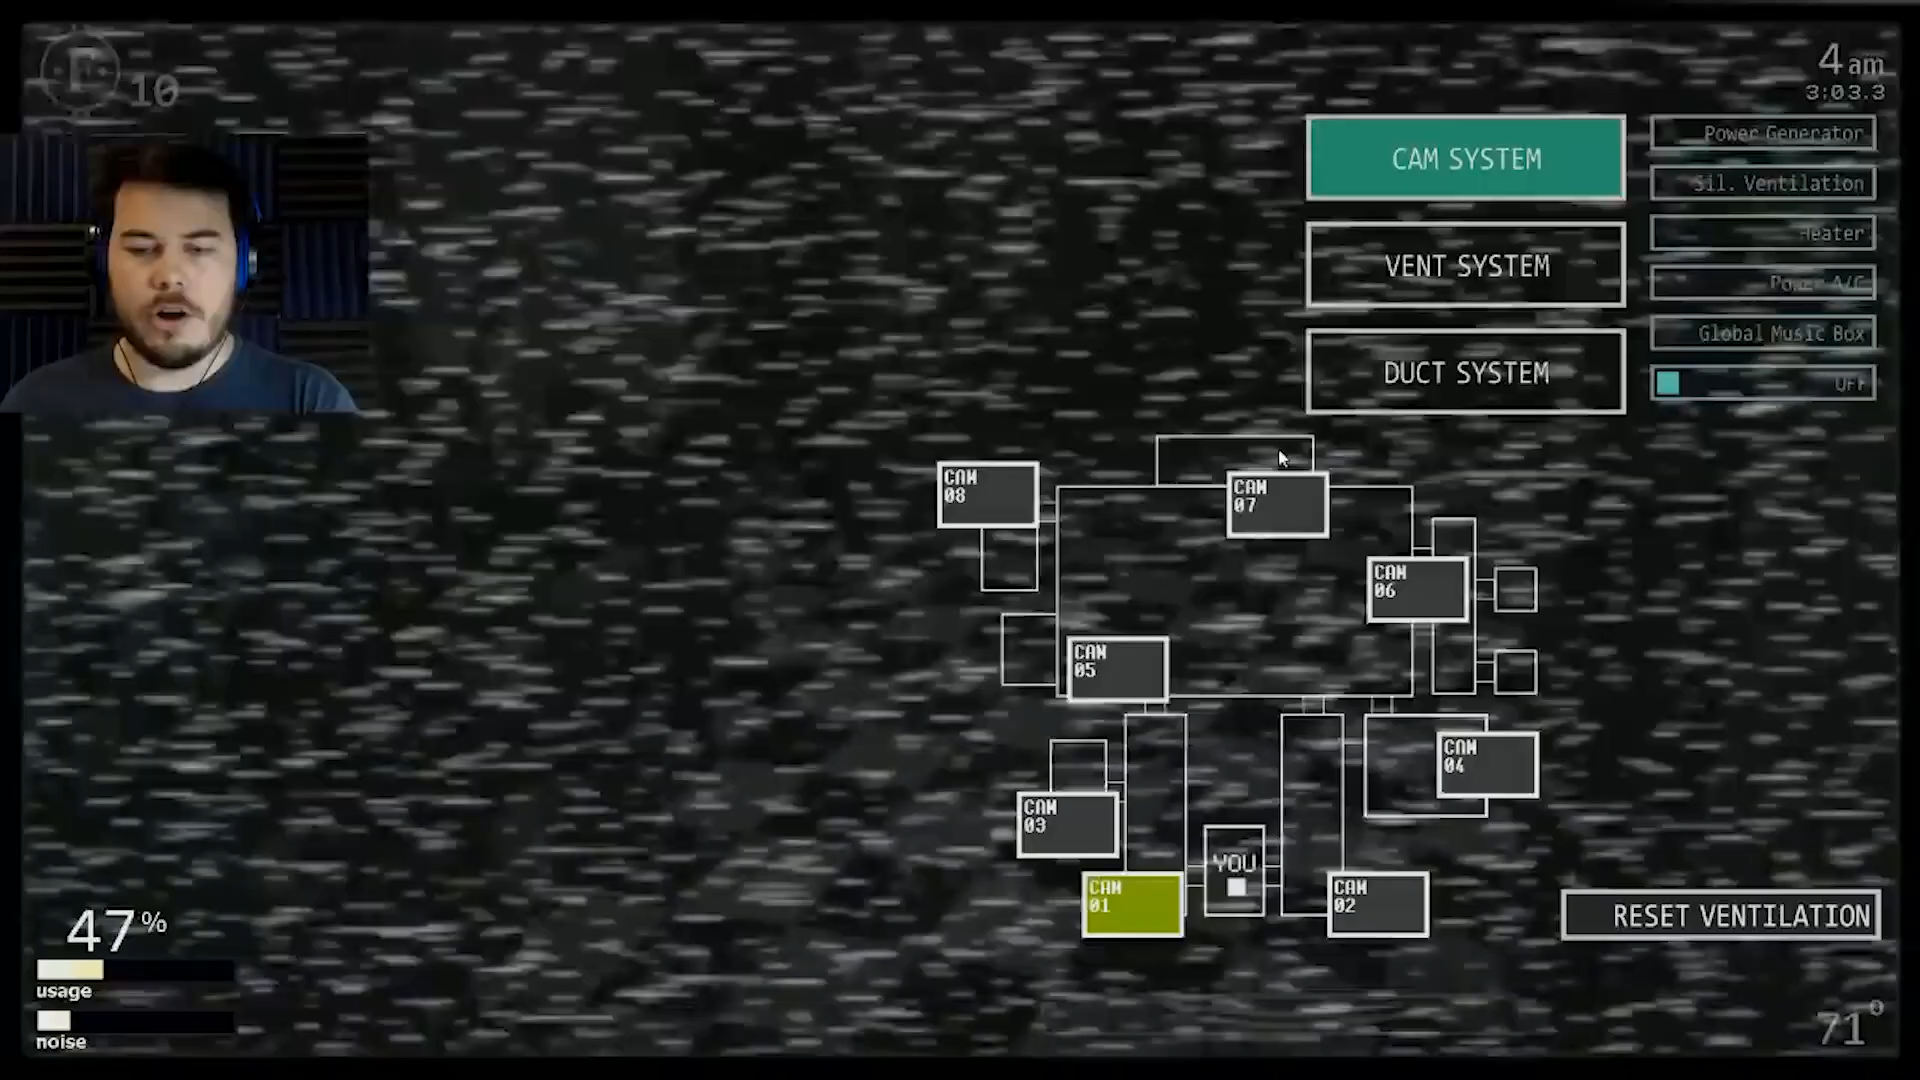 10
4 am
3:03.3
CAM SYSTEM
VENT SYSTEM
DUCT SYSTEM
Power Generator
Sil. Ventilation
Heater
Power A/C
Global Music Box
Off
CAM
08
CAM
07
CAM
06
CAM
05
CAM
04
CAM
03
YOU
CAM
01
CAM
02
RESET VENTILATION
47%
usage
noise
71°